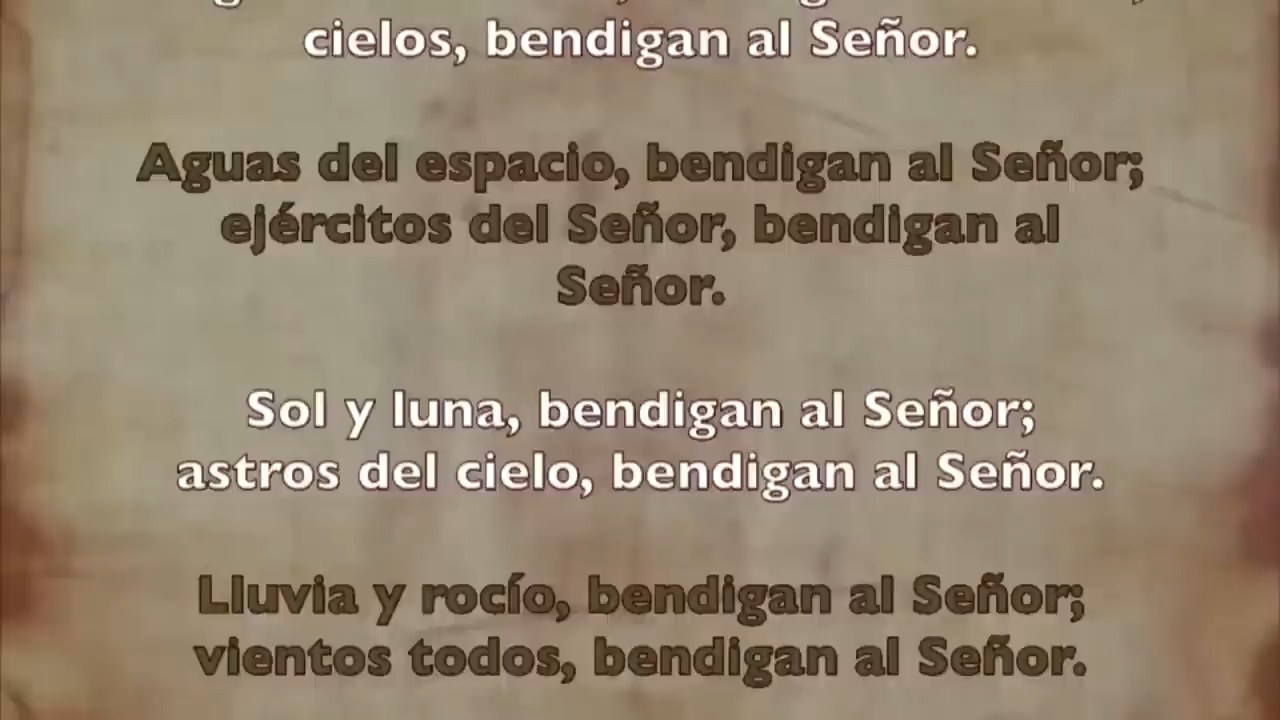 cielos, bendigan al Señor.
Aguas del espacio, bendigan al Señor;
ejércitos del Señor, bendigan al
Señor.
Sol y luna, bendigan al Señor;
astros del cielo, bendigan al Señor.
Lluvia y rocío, bendigan al Señor;
vientos todos, bendigan al Señor.